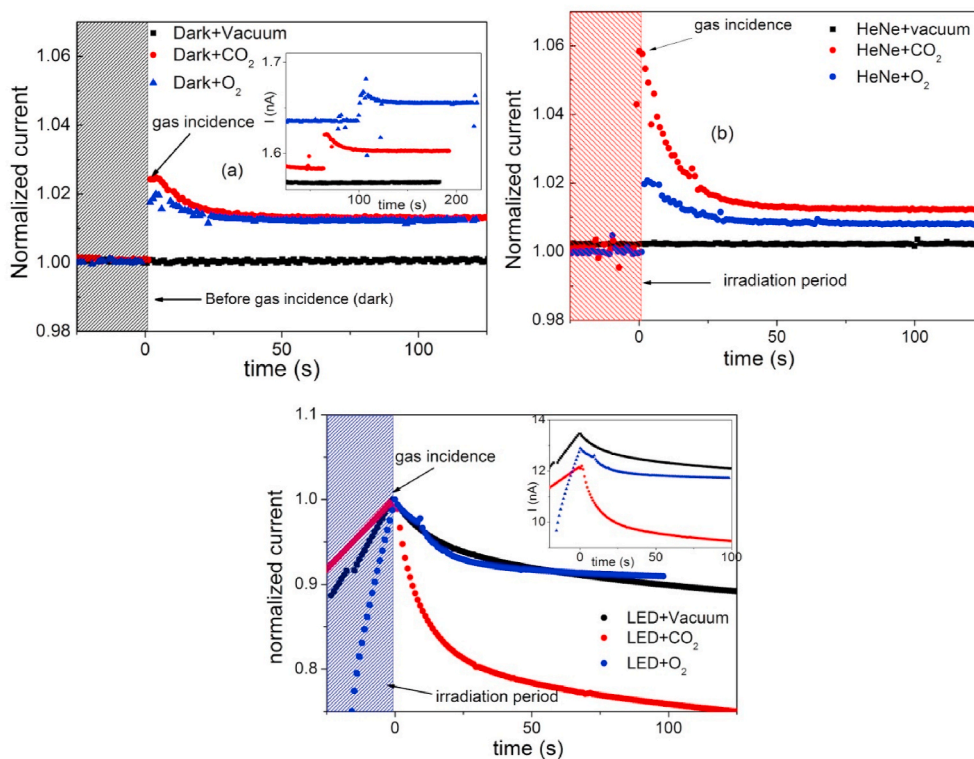 Dark+Vacuum
Dark+CO2
Dark+O2
gas incidence
(a)
Before gas incidence (dark)
Normalized current
1.06
1.04
1.02
1.00
0.98
0
50
100
time (s)
1.7
1.6
I (nA)
100
200
time (s)
HeNe+vacuum
HeNe+CO2
HeNe+O2
gas incidence
(b)
irradiation period
Normalized current
1.06
1.04
1.02
1.00
0.98
0
50
100
time (s)
gas incidence
LED+Vacuum
LED+CO2
LED+O2
irradiation period
normalized current
1.1
1.0
0.9
0.8
0
50
100
time (s)
14
12
10
I (nA)
0
50
100
time (s)